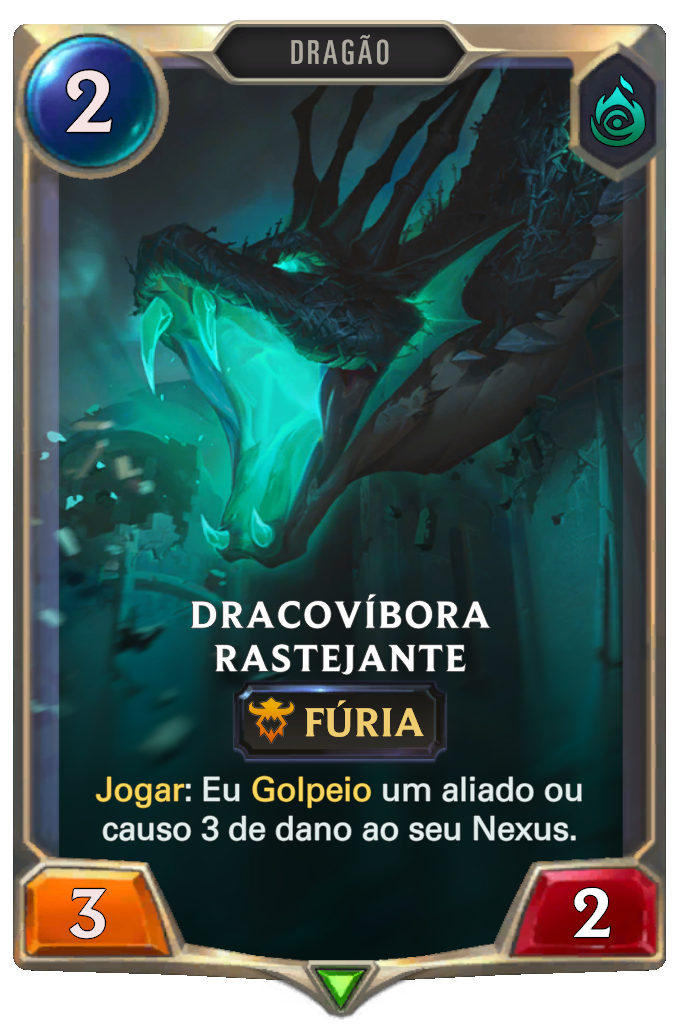 DRAGÃO
2
DRACOVÍBORA
RASTEJANTE
FÚRIA
Jogar: Eu Golpeio um aliado ou
causo 3 de dano ao seu Nexus.
3
2